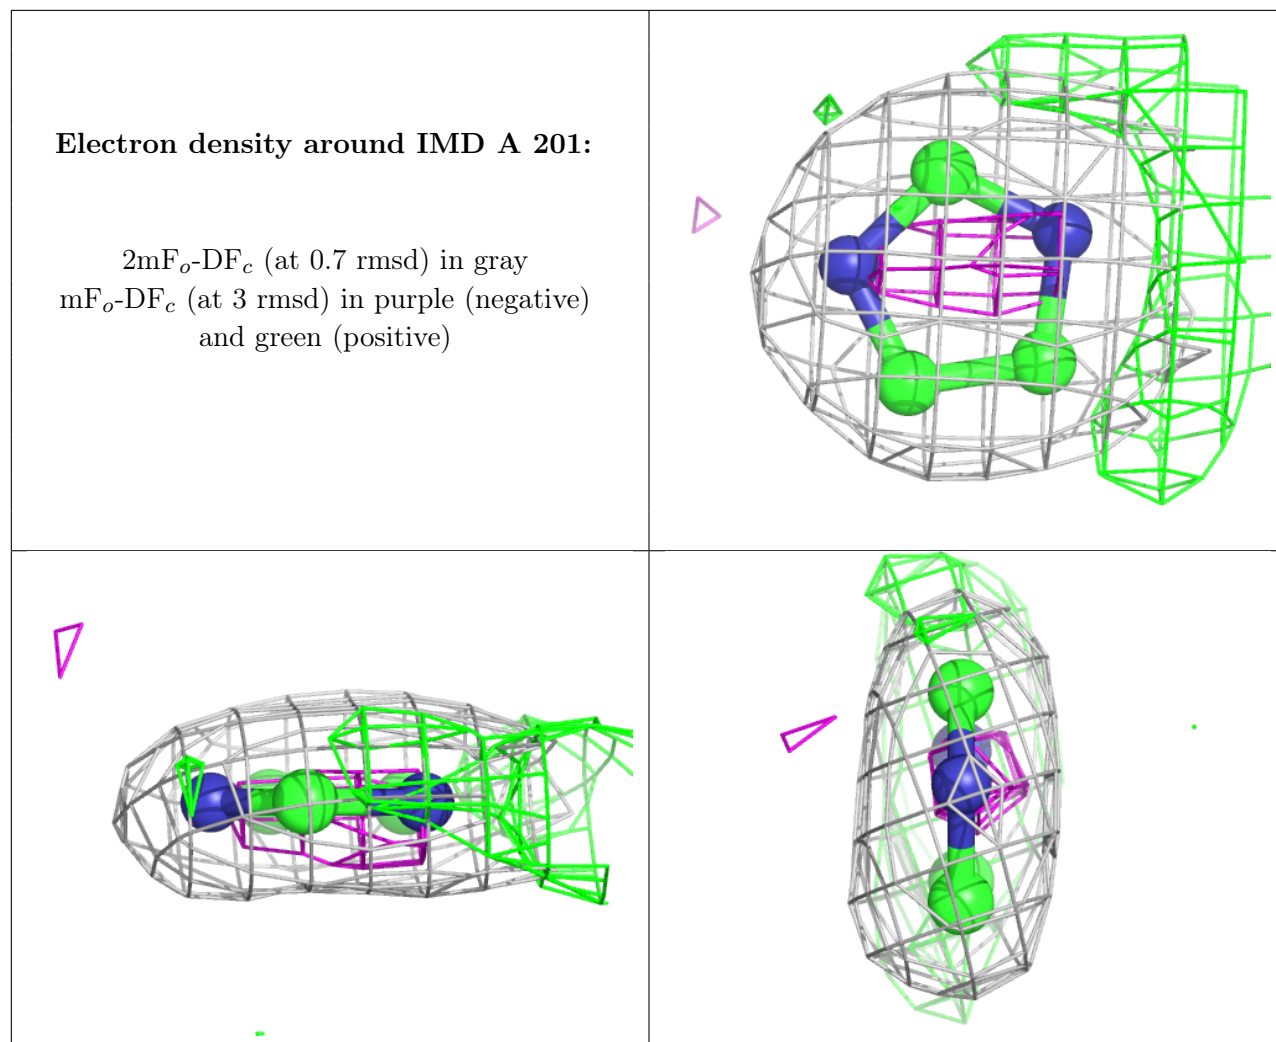 Electron density around IMD A 201:
2mFo-DFc (at 0.7 rmsd) in gray
mFo-DFc (at 3 rmsd) in purple (negative)
and green (positive)